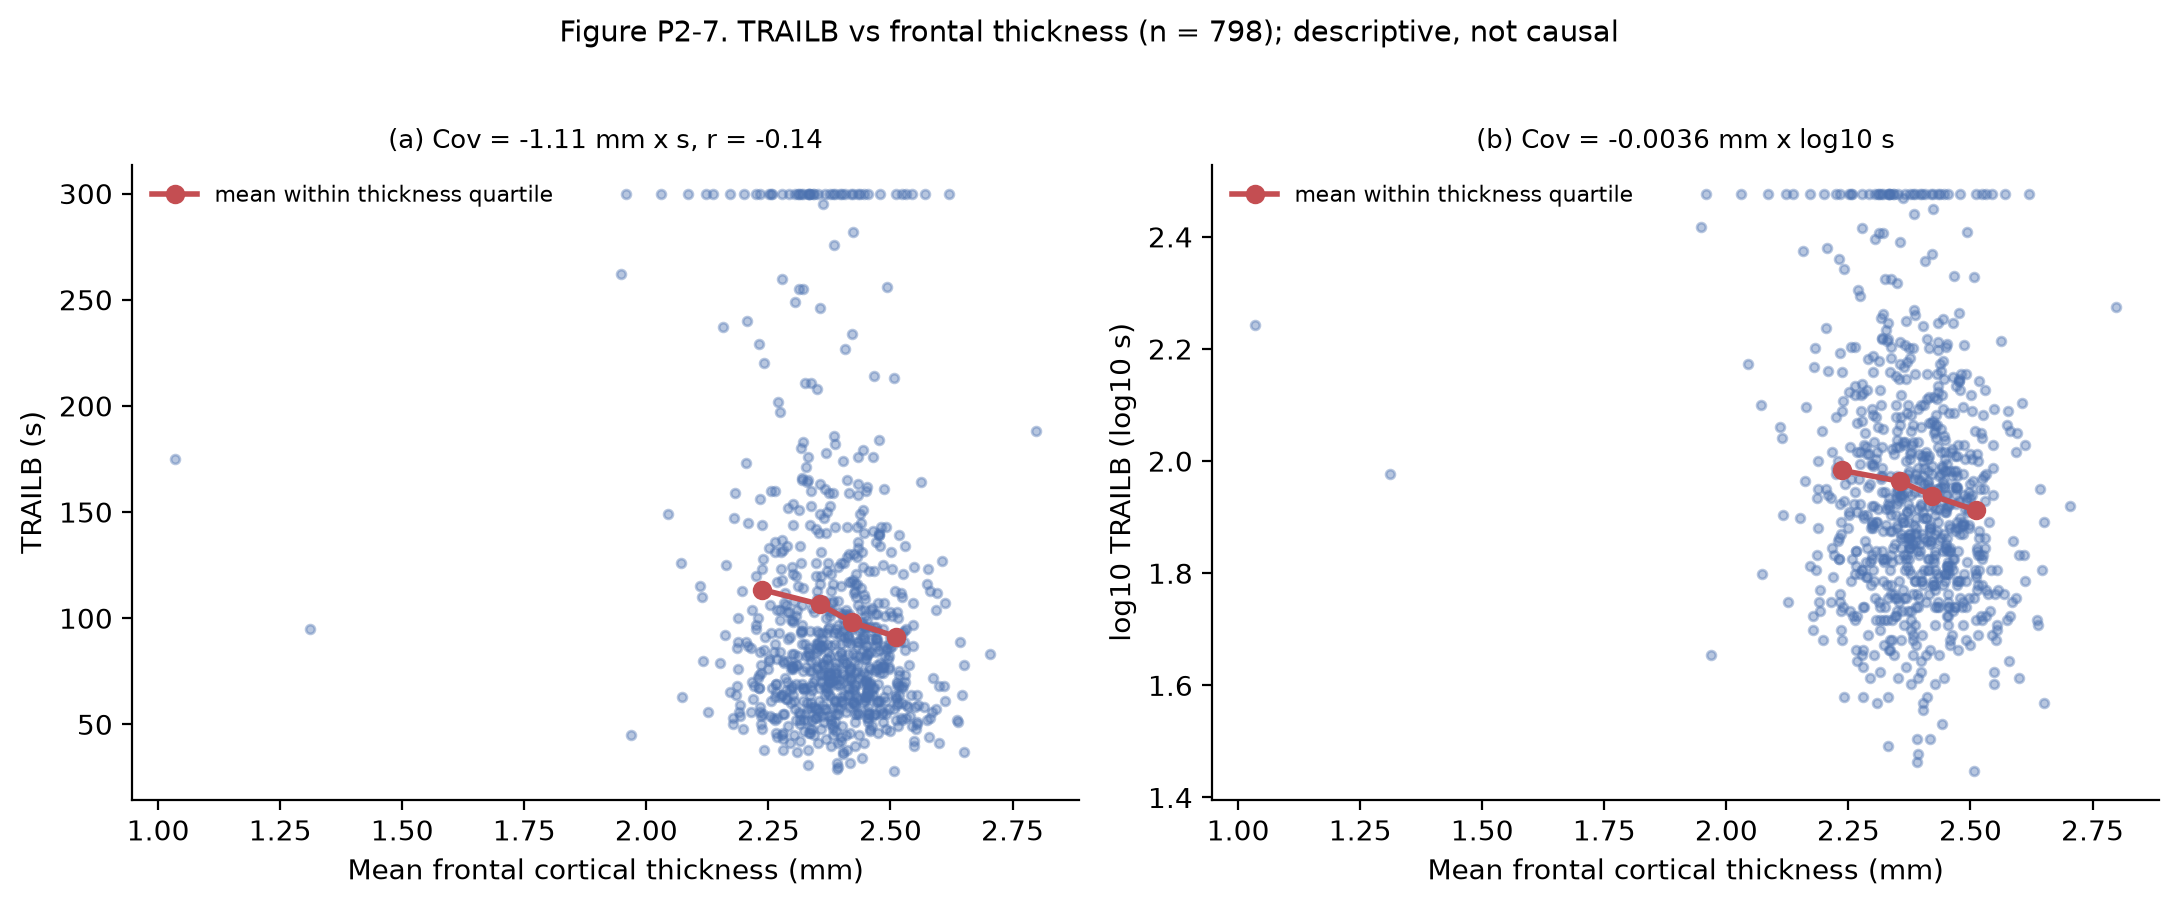 Figure P2-7. TRAILB vs frontal thickness (n = 798); descriptive, not causal
(a) Cov = -1.11 mm x s, r = -0.14
mean within thickness quartile
TRAILB (s)
300
250
200
150
100
50
1.00 1.25 1.50 1.75 2.00 2.25 2.50 2.75
Mean frontal cortical thickness (mm)
(b) Cov = -0.0036 mm x log10 s
mean within thickness quartile
log10 TRAILB (log10 s)
2.4
2.2
2.0
1.8
1.6
1.4
1.00 1.25 1.50 1.75 2.00 2.25 2.50 2.75
Mean frontal cortical thickness (mm)